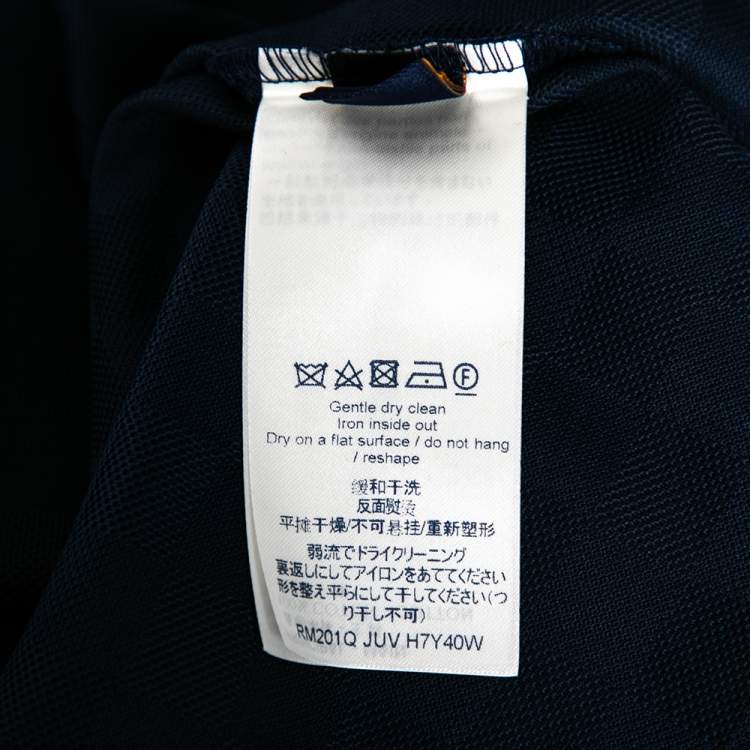 F
Gentle dry clean
Iron inside out
Dry on a flat surface / do not hang
/ reshape
缓和干洗
反面熨烫
平摊干燥/不可悬挂/重新塑形
弱流でドライクリーニング
裏返しにしてアイロンをあててください
形を整え平らにして干してください(つ
り干し不可)
RM201Q JUV H7Y40W